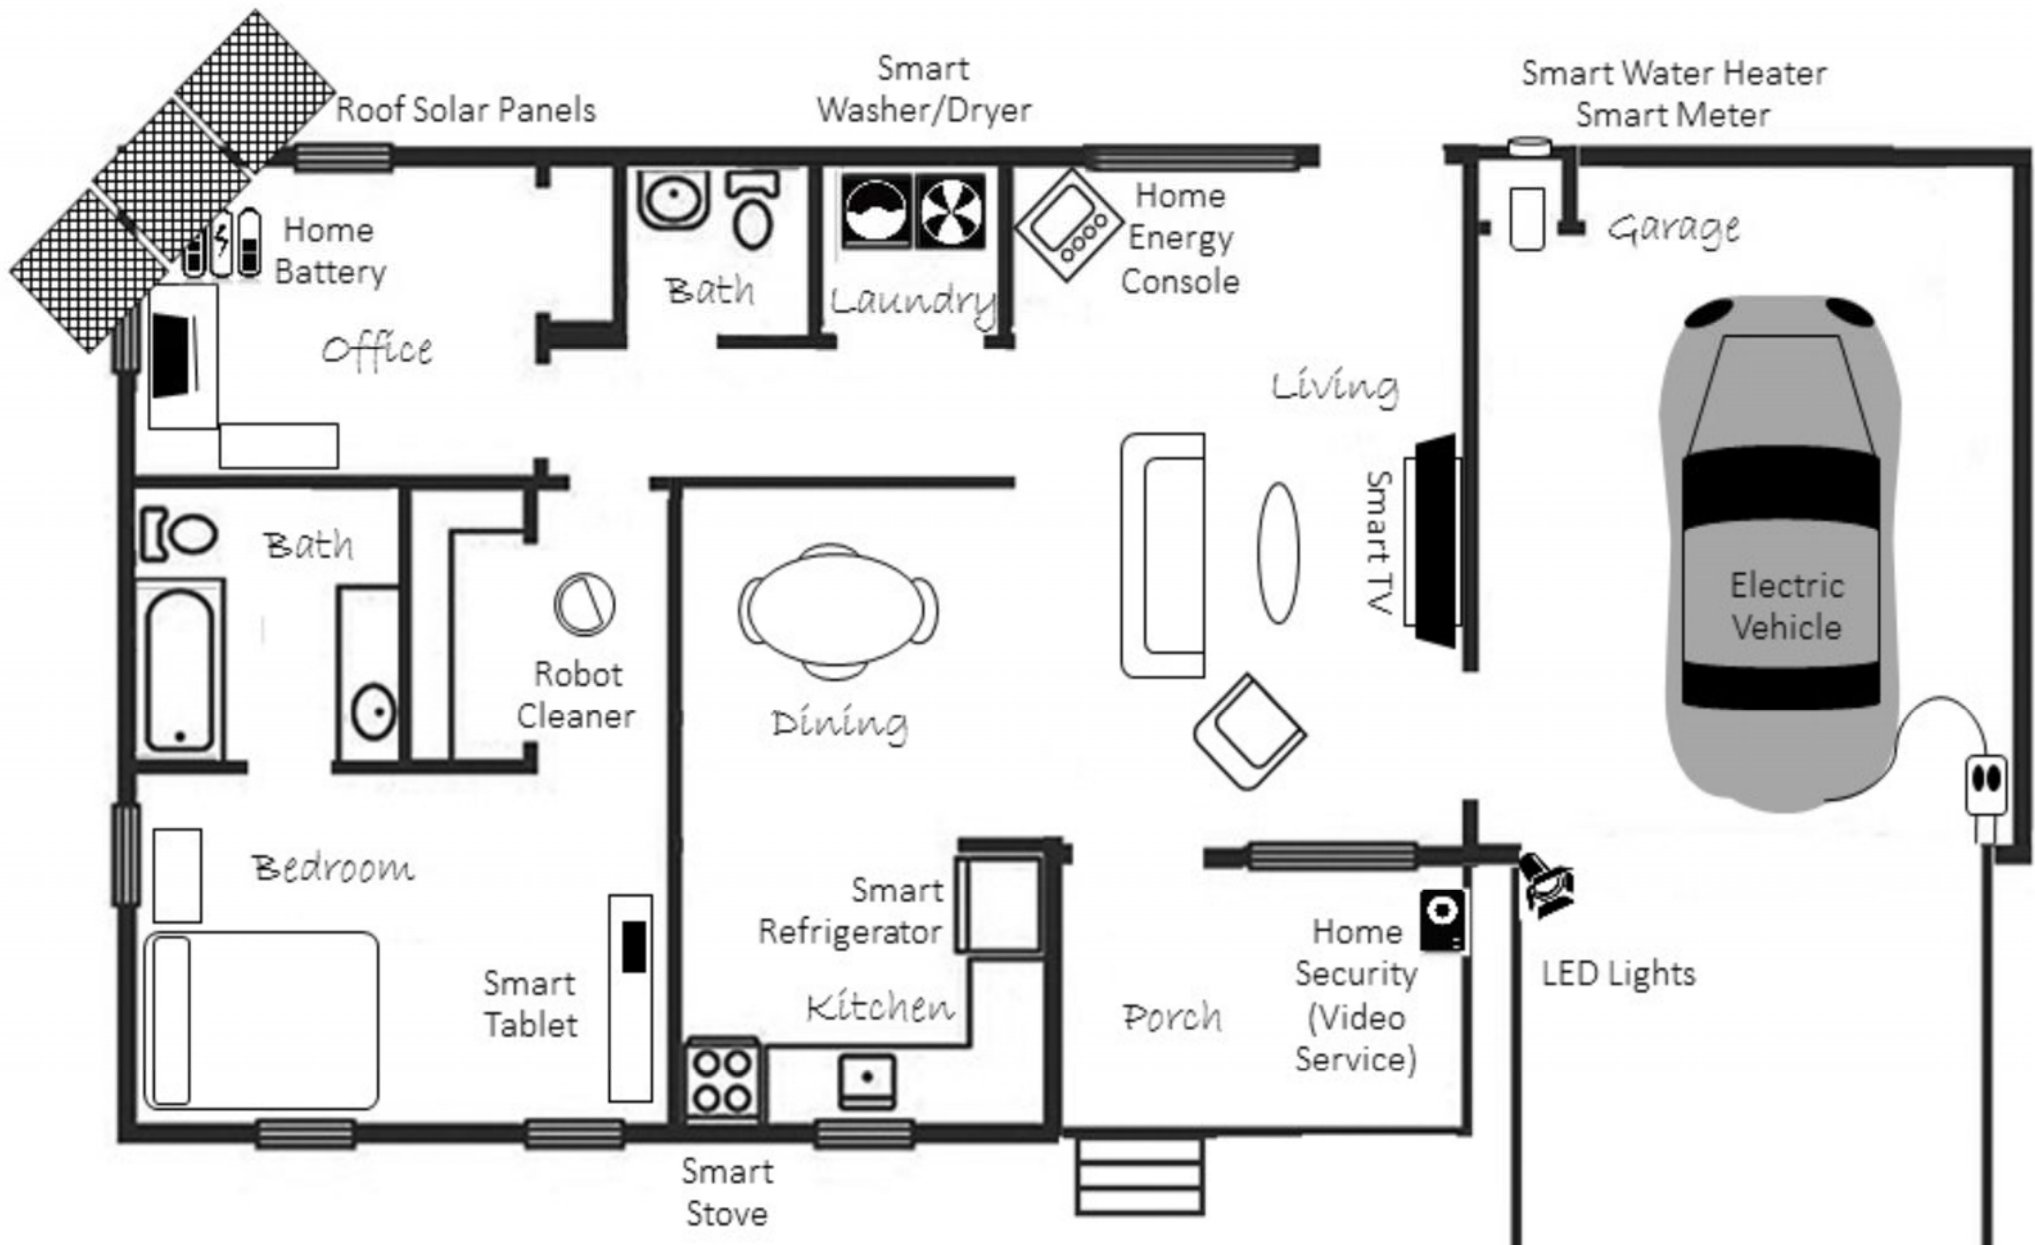 Smart
Washer/Dryer
Smart Water Heater
Smart Meter
Roof Solar Panels
Home
Battery
Office
Bath
Laundry
Home
Energy
Console
Garage
Living
Smart TV
Bath
Robot
Cleaner
Dining
Electric
Vehicle
Bedroom
Smart
Tablet
Smart
Refrigerator
Kitchen
Porch
Home
Security
(Video
Service)
LED Lights
Smart
Stove